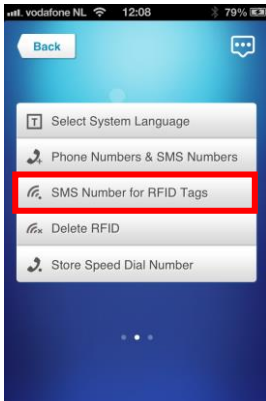 vodafone NL 12:08 79%
Back
T Select System Language
Phone Numbers & SMS Numbers
SMS Number for RFID Tags
Delete RFID
Store Speed Dial Number